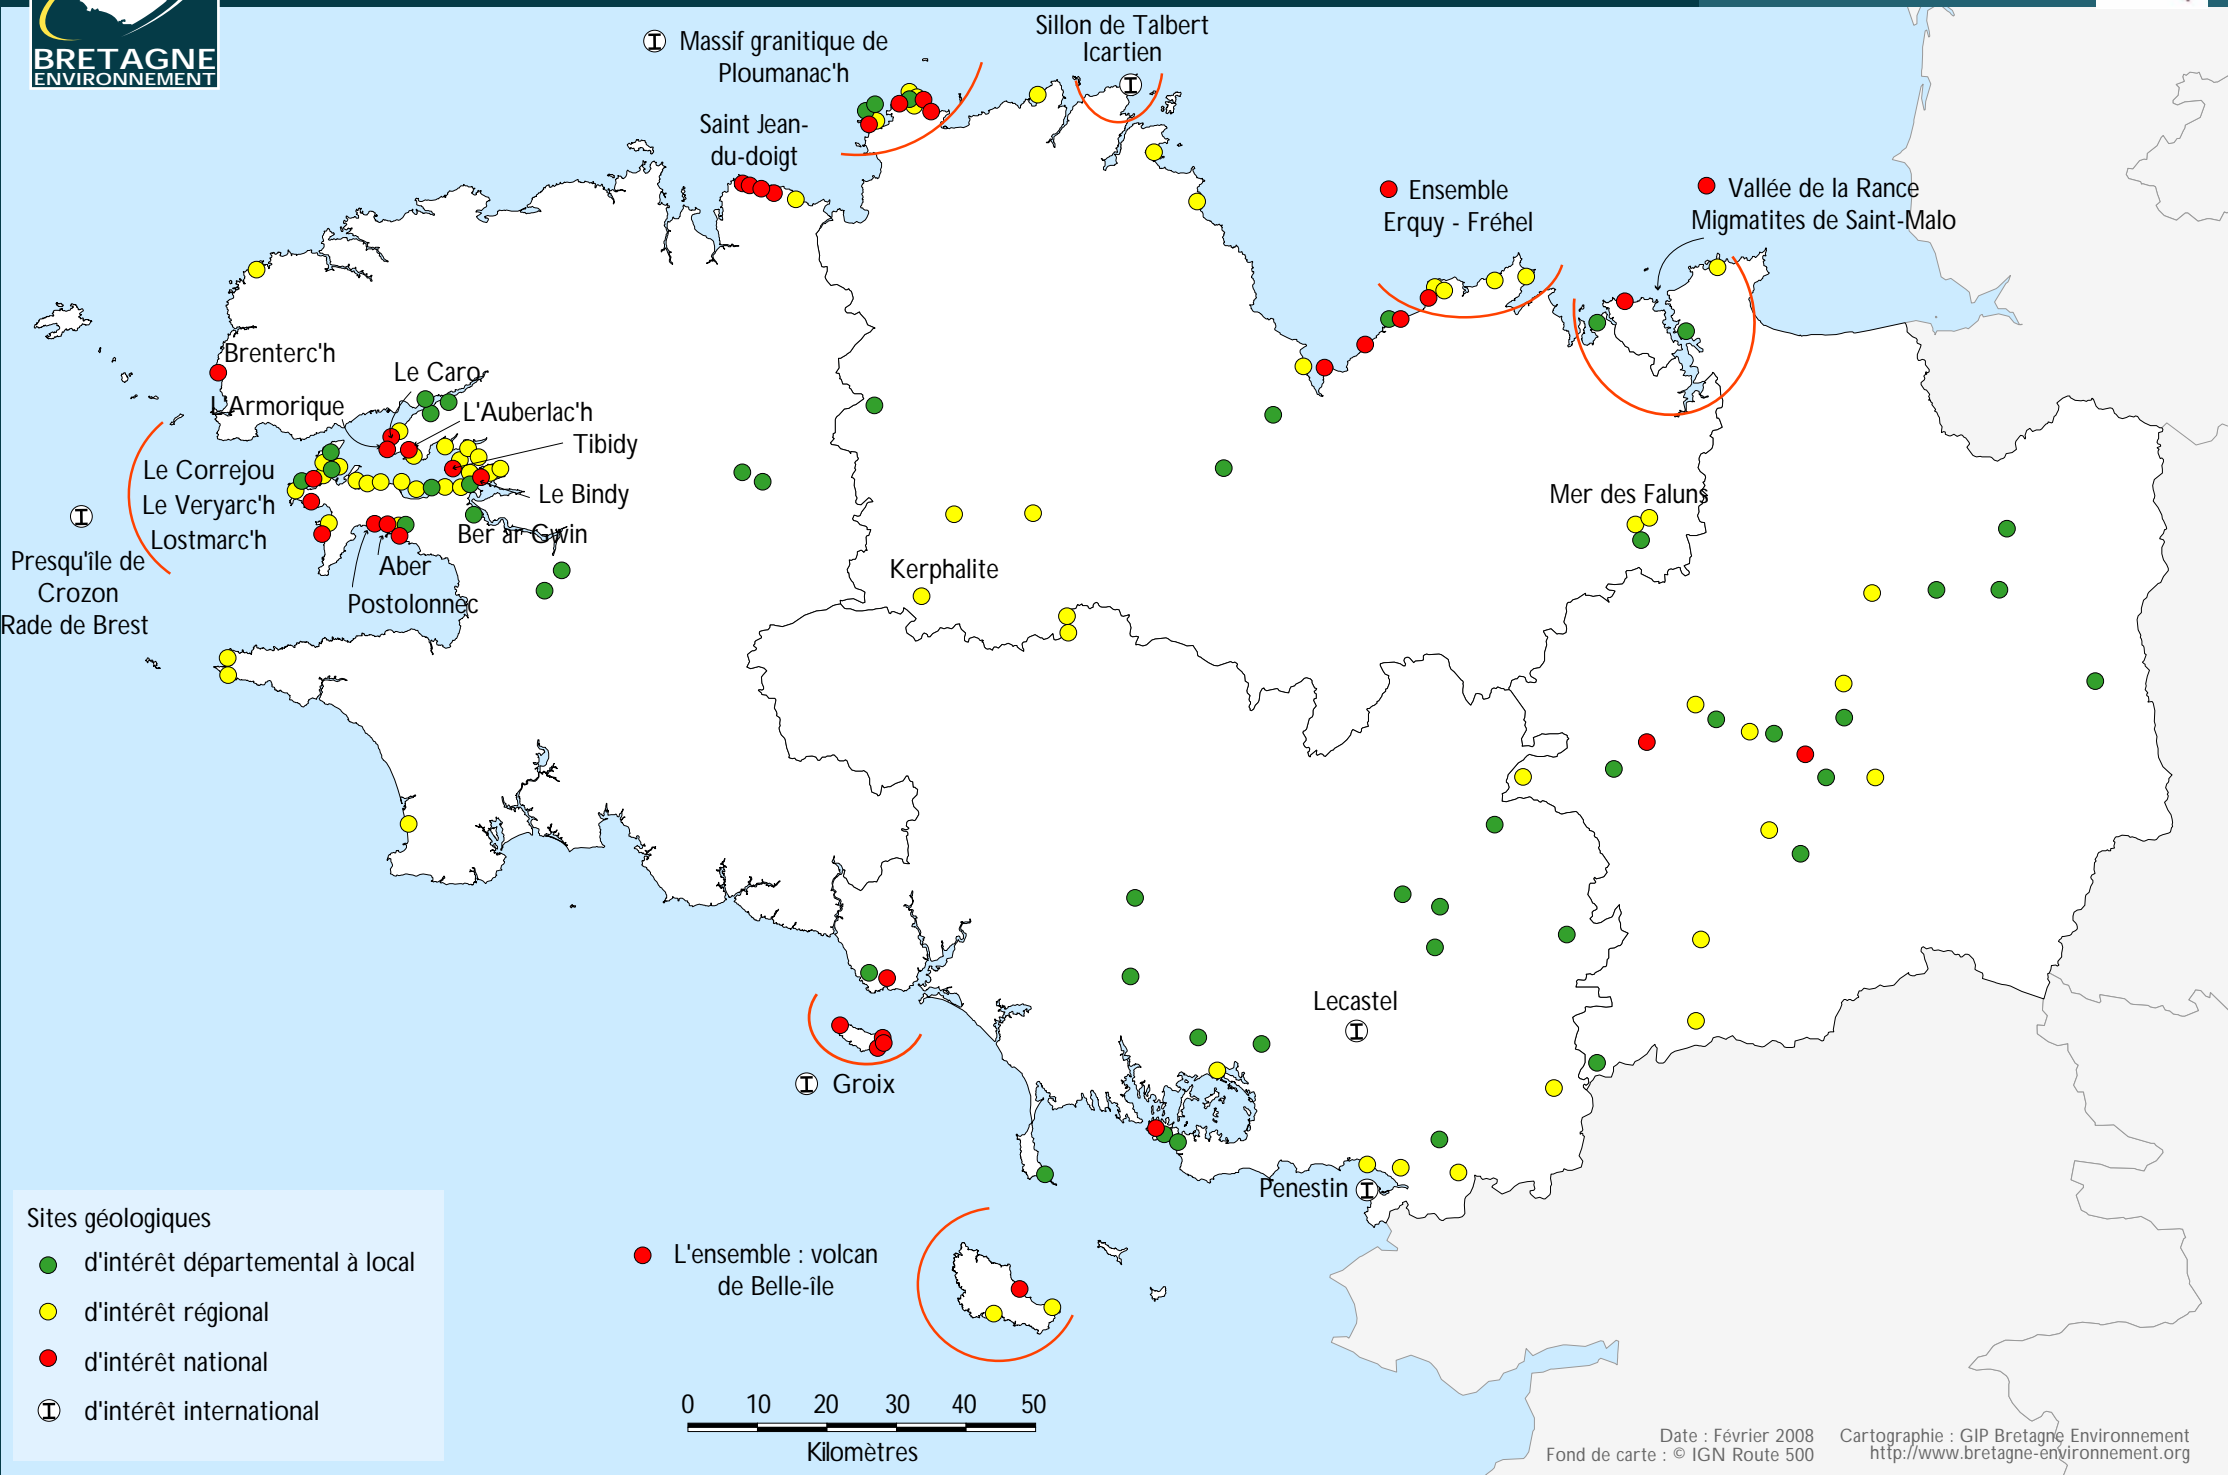 BRETAGNE
ENVIRONNEMENT
I
Massif granitique de
Ploumanac'h
Sillon de Talbert
Icartien
I
Saint Jean-
du-doigt
Ensemble
Erquy - Fréhel
Vallée de la Rance
Migmatites de Saint-Malo
Brenterc'h
Le Caro
L'Armorique
L'Auberlac'h
Tibidy
Le Correjou
Le Veryarc'h
Lostmarc'h
Le Bindy
Ber ar Gwin
I
Presqu'île de
Crozon
Rade de Brest
Aber
Postolonnec
Mer des Faluns
Kerphalite
Lecastel
I
I
Groix
Penestin
I
L'ensemble : volcan
de Belle-île
Sites géologiques
d'intérêt départemental à local
d'intérêt régional
d'intérêt national
I
d'intérêt international
0 10 20 30 40 50
Kilomètres
Date : Février 2008
Fond de carte : © IGN Route 500
Cartographie : GIP Bretagne Environnement
http://www.bretagne-environnement.org